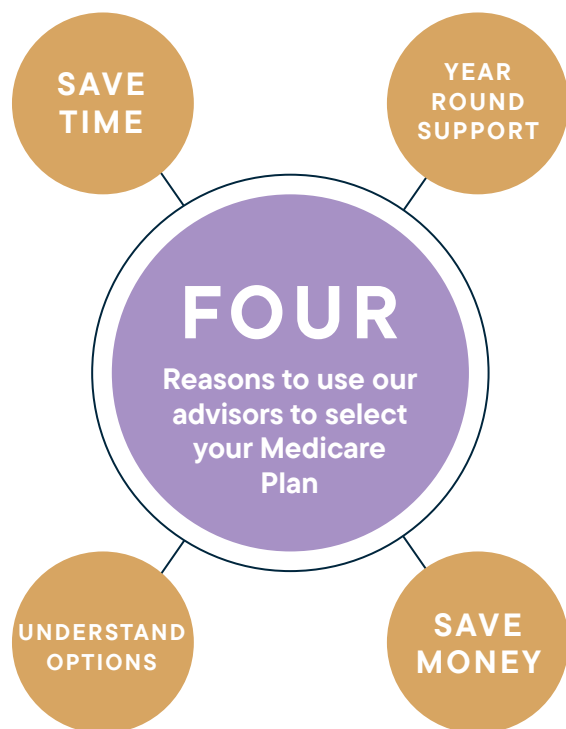 SAVE
TIME
YEAR
ROUND
SUPPORT
FOUR
Reasons to use our
advisors to select
your Medicare
Plan
UNDERSTAND
OPTIONS
SAVE
MONEY